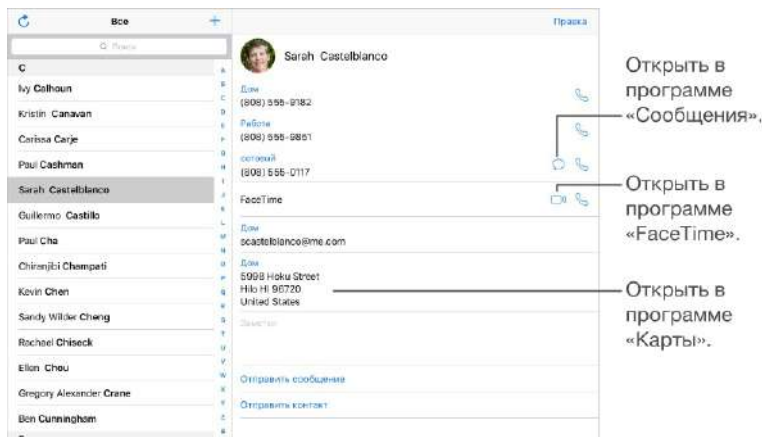 Все
Правка
Поиск
C
Ivy Calhoun
Kristin Canavan
Carissa Carje
Paul Cashman
Sarah Castelblanco
Guillermo Castillo
Paul Cha
Chiranjibi Champati
Kevin Chen
Sandy Wilder Cheng
Rachael Chiseck
Ellen Chou
Gregory Alexander Crane
Ben Cunningham
Sarah Castelblanco
Дом
(808) 555-9182
Работа
(808) 555-9851
сотовый
(808) 555-0117
FaceTime
Дом
scastelblanco@me.com
Дом
5998 Hoku Street
Hilo HI 96720
United States
Заметки
Отправить сообщение
Отправить контакт
Открыть в
программе
«Сообщения».
Открыть в
программе
«FaceTime».
Открыть в
программе
«Карты».